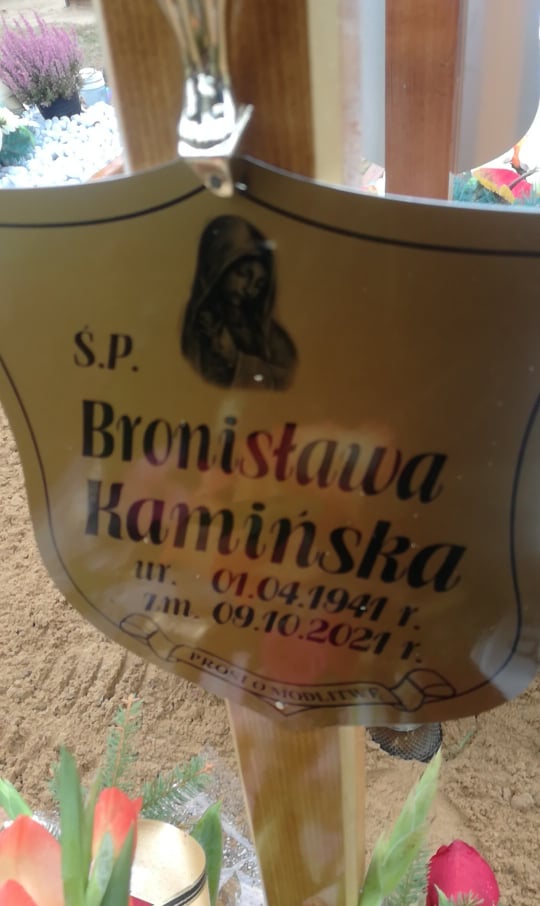 Ś.P.
Bronisława
Kamińska
ur. 01.04.1941 r.
zm. 09.10.2021 r.
PROSI O MODLITWĘ